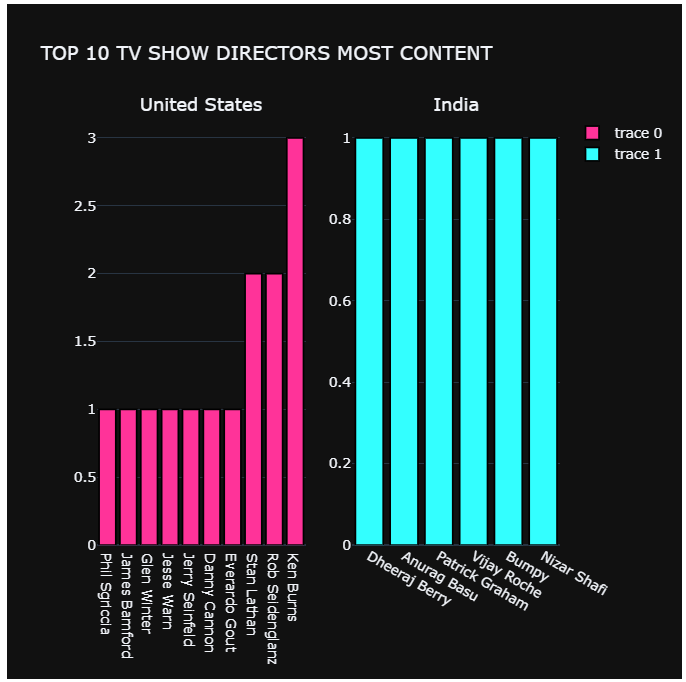 TOP 10 TV SHOW DIRECTORS MOST CONTENT
United States
India
trace 0
trace 1
3
2.5
2
1.5
1
0.5
0
1
0.8
0.6
0.4
0.2
0
Phil Sgriccia
James Bamford
Glen Winter
Jesse Warn
Jerry Seinfeld
Danny Cannon
Everardo Gout
Stan Lathan
Rob Seidenglanz
Ken Burns
Dheeraj Berry
Anurag Basu
Patrick Graham
Vijay Roche
Bumpy
Nizar Shafi